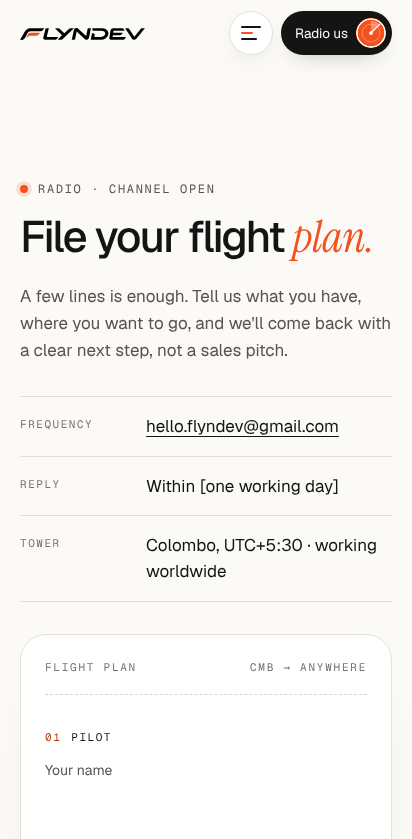 FLYNDEV
Radio us
RADIO · CHANNEL OPEN
File your flight plan.
A few lines is enough. Tell us what you have,
where you want to go, and we'll come back with
a clear next step, not a sales pitch.
FREQUENCY
hello.flyndev@gmail.com
REPLY
Within [one working day]
TOWER
Colombo, UTC+5:30 · working
worldwide
FLIGHT PLAN
CMB → ANYWHERE
01 PILOT
Your name